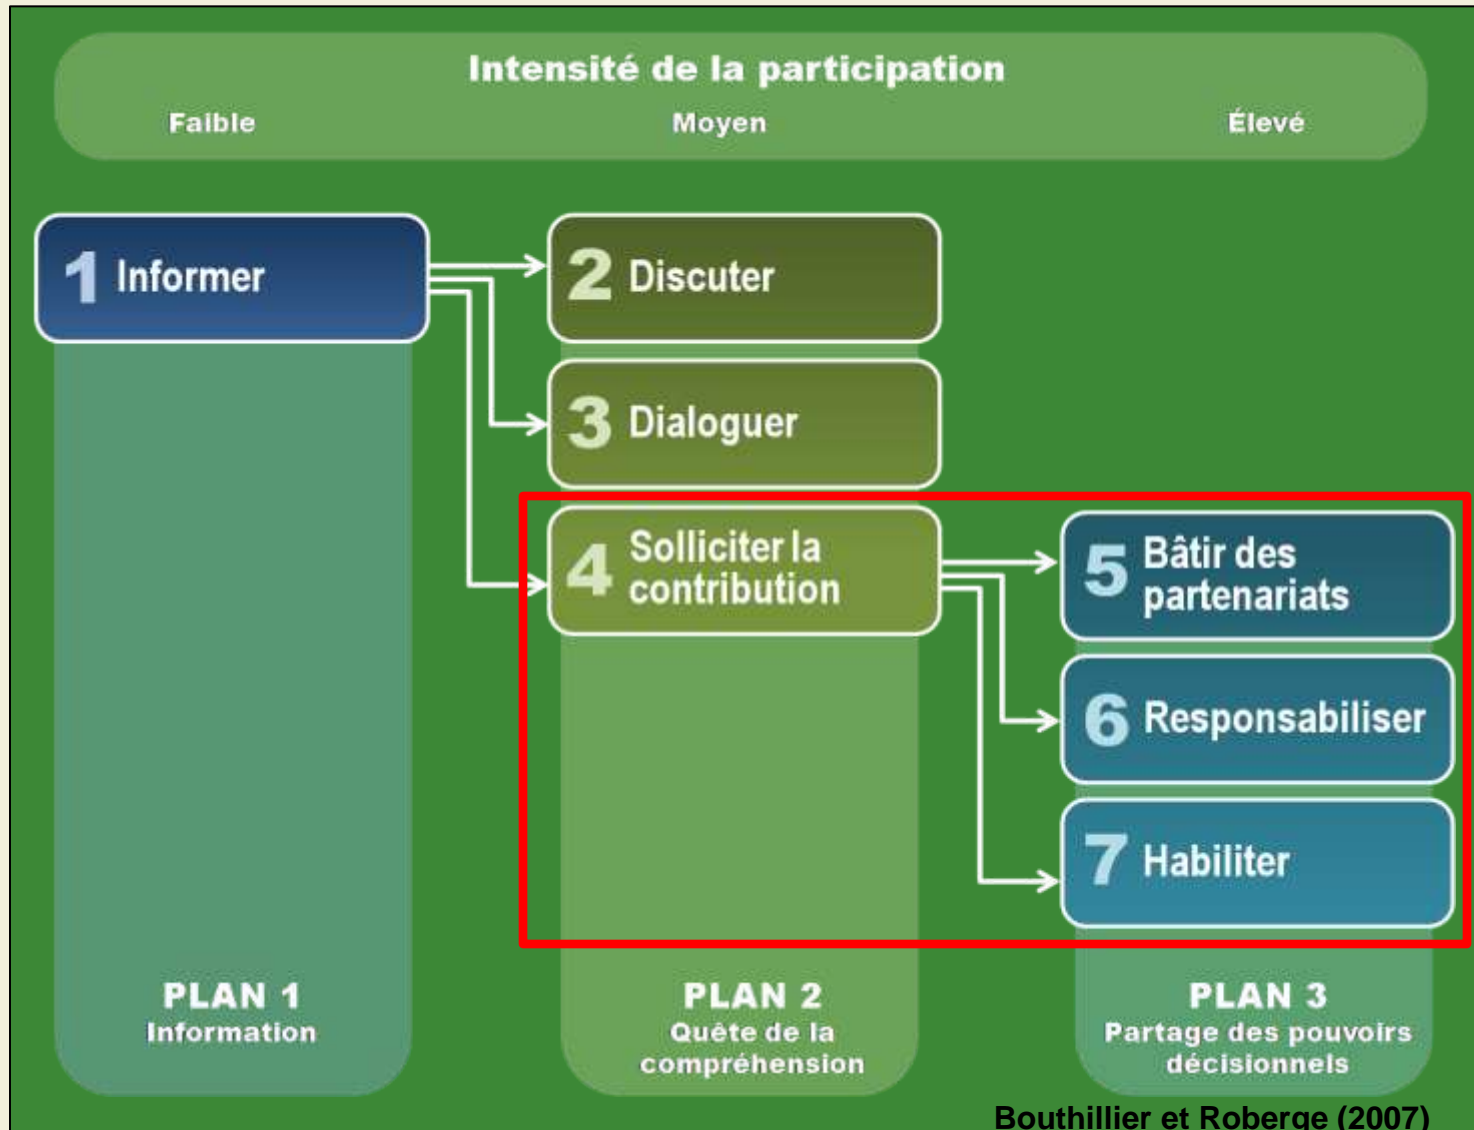 Intensité de la participation
Faible Moyen Élevé
1 Informer
2 Discuter
3 Dialoguer
4 Solliciter la
contribution
5 Bâtir des
partenariats
6 Responsabiliser
7 Habiliter
PLAN 1
Information
PLAN 2
Quête de la
compréhension
PLAN 3
Partage des pouvoirs
décisionnels
Bouthillier et Roberge (2007)